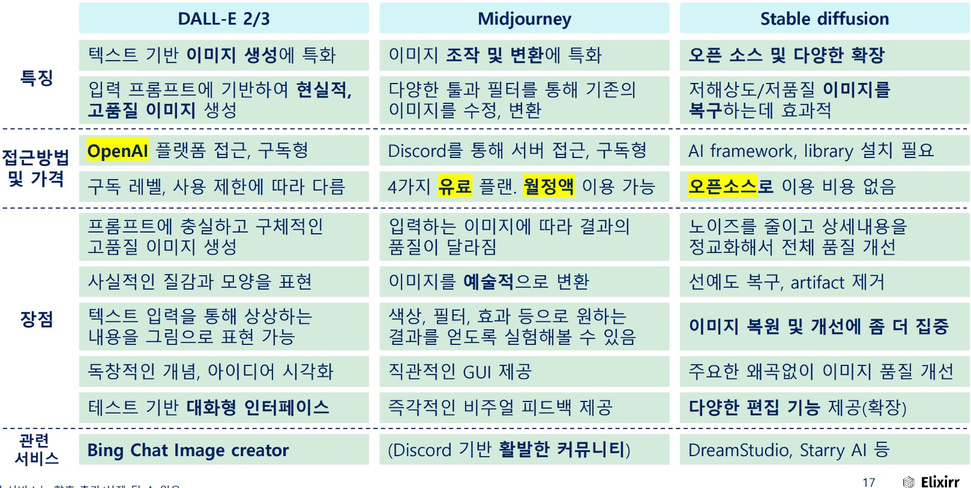 DALL-E 2/3
Midjourney
Stable diffusion
특징
텍스트 기반 이미지 생성에 특화
이미지 조작 및 변환에 특화
오픈 소스 및 다양한 확장
입력 프롬프트에 기반하여 현실적,
고품질 이미지 생성
다양한 툴과 필터를 통해 기존의
이미지를 수정, 변환
저해상도/저품질 이미지를
복구하는데 효과적
접근방법
및 가격
OpenAI 플랫폼 접근, 구독형
Discord를 통해 서버 접근, 구독형
AI framework, library 설치 필요
구독 레벨, 사용 제한에 따라 다름
4가지 유료 플랜. 월정액 이용 가능
오픈소스로 이용 비용 없음
장점
프롬프트에 충실하고 구체적인
고품질 이미지 생성
입력하는 이미지에 따라 결과의
품질이 달라짐
노이즈를 줄이고 상세내용을
정교화해서 전체 품질 개선
사실적인 질감과 모양을 표현
이미지를 예술적으로 변환
선예도 복구, artifact 제거
텍스트 입력을 통해 상상하는
내용을 그림으로 표현 가능
색상, 필터, 효과 등으로 원하는
결과를 얻도록 실험해볼 수 있음
이미지 복원 및 개선에 좀 더 집중
독창적인 개념, 아이디어 시각화
직관적인 GUI 제공
주요한 왜곡없이 이미지 품질 개선
테스트 기반 대화형 인터페이스
즉각적인 비주얼 피드백 제공
다양한 편집 기능 제공(확장)
관련
서비스
Bing Chat Image creator
(Discord 기반 활발한 커뮤니티)
DreamStudio, Starry AI 등
17
Elixirr